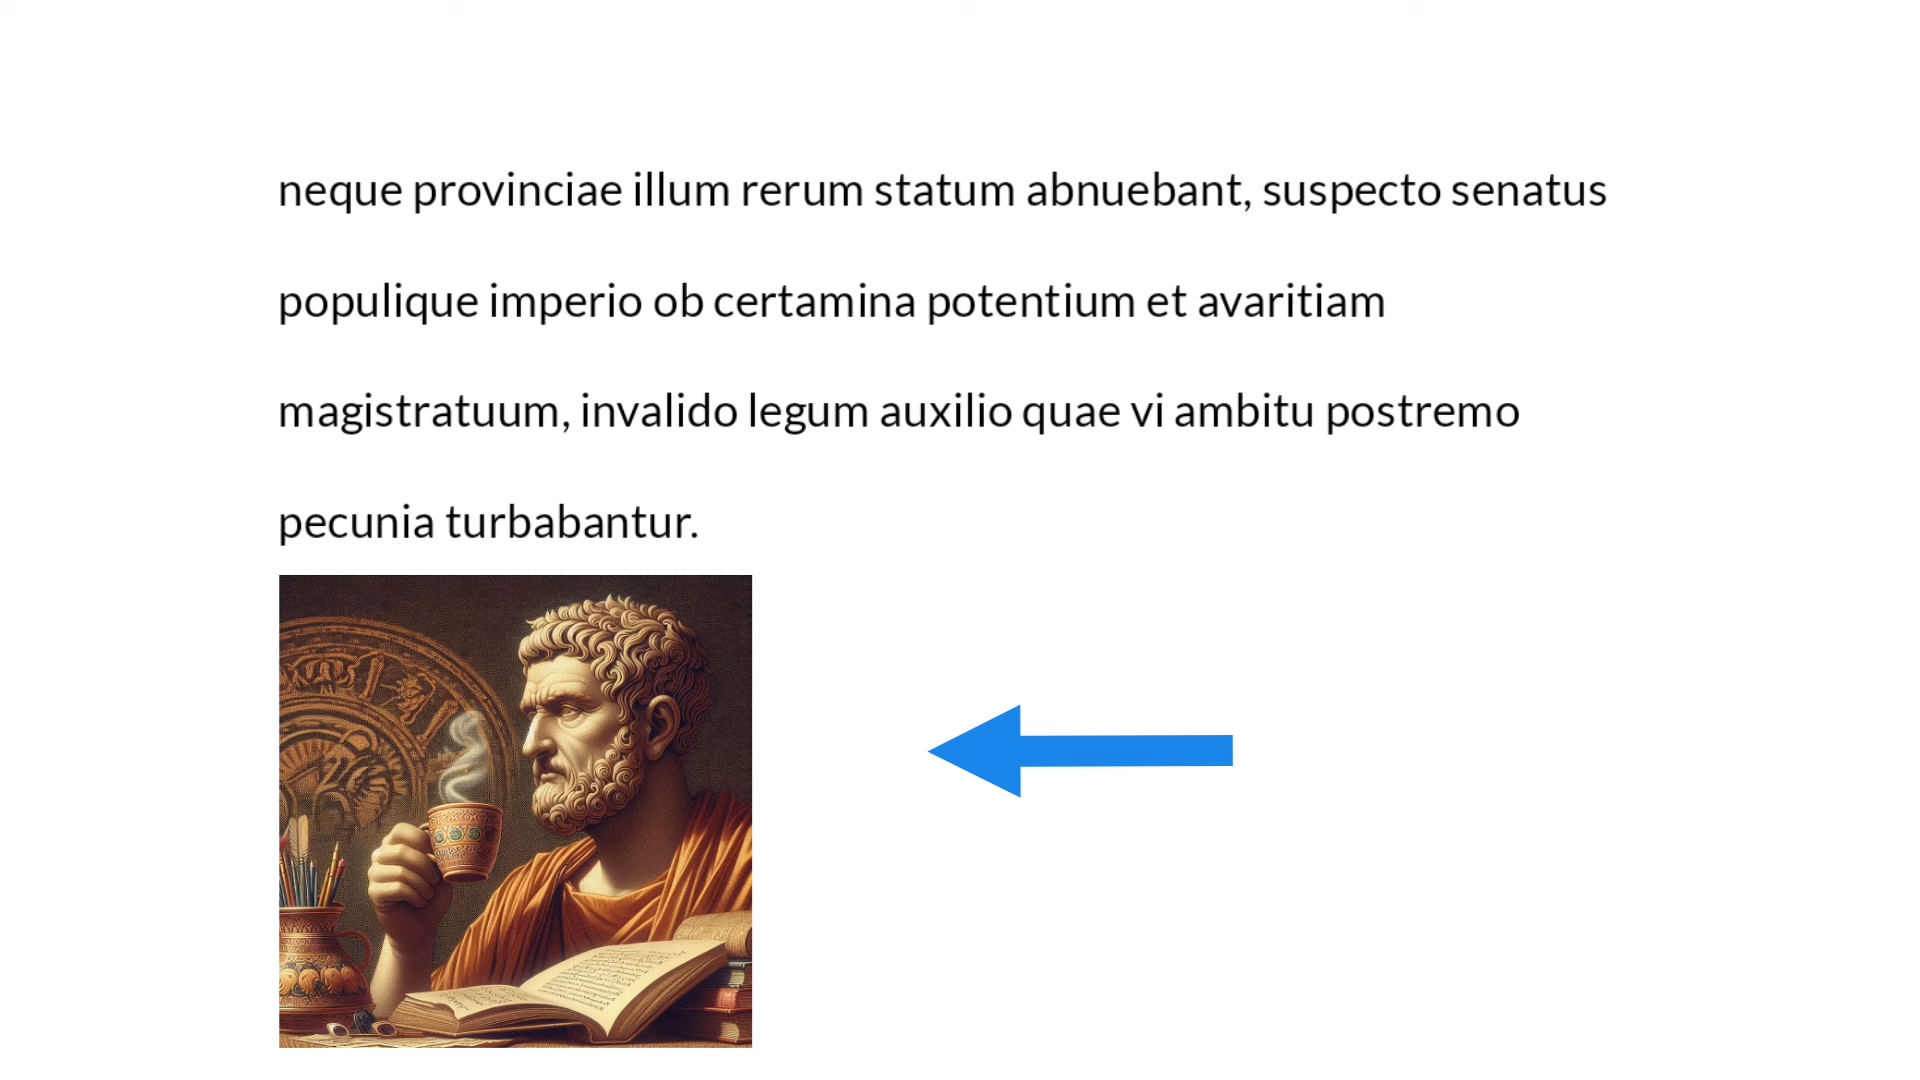 neque provinciae illum rerum statum abnuebant, suspecto senatus
populique imperio ob certamina potentium et avaritiam
magistratuum, invalido legum auxilio quae vi ambitu postremo
pecunia turbabantur.